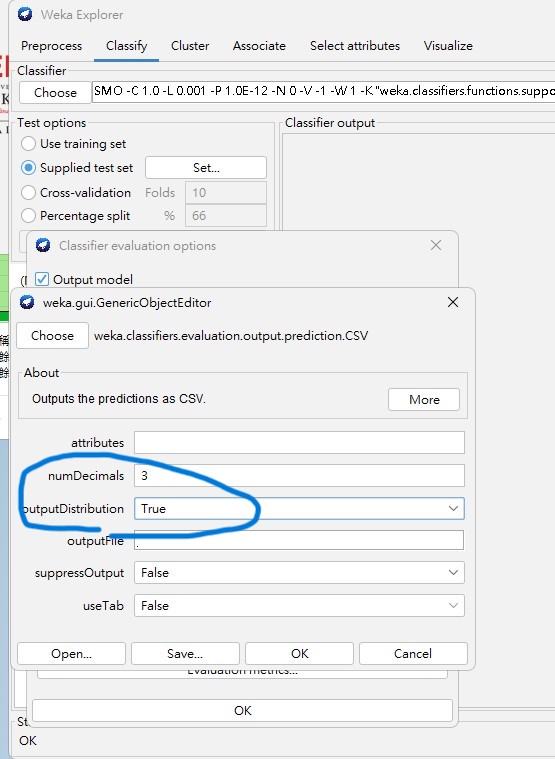 Weka Explorer
Preprocess Classify Cluster Associate Select attributes Visualize
Classifier
Choose SMO -C 1.0 -L 0.001 -P 1.0E-12 -N 0 -V -1 -W 1 -K "weka.classifiers.functions.suppo
Test options
Classifier output
Use training set
Supplied test set Set...
Cross-validation Folds 10
Percentage split % 66
Classifier evaluation options
Output model
weka.gui.GenericObjectEditor
Choose weka.classifiers.evaluation.output.prediction.CSV
About
Outputs the predictions as CSV. More
attributes
numDecimals 3
outputDistribution True
outputFile .
suppressOutput False
useTab False
Open... Save... OK Cancel
Evaluation metrics...
OK
St
OK